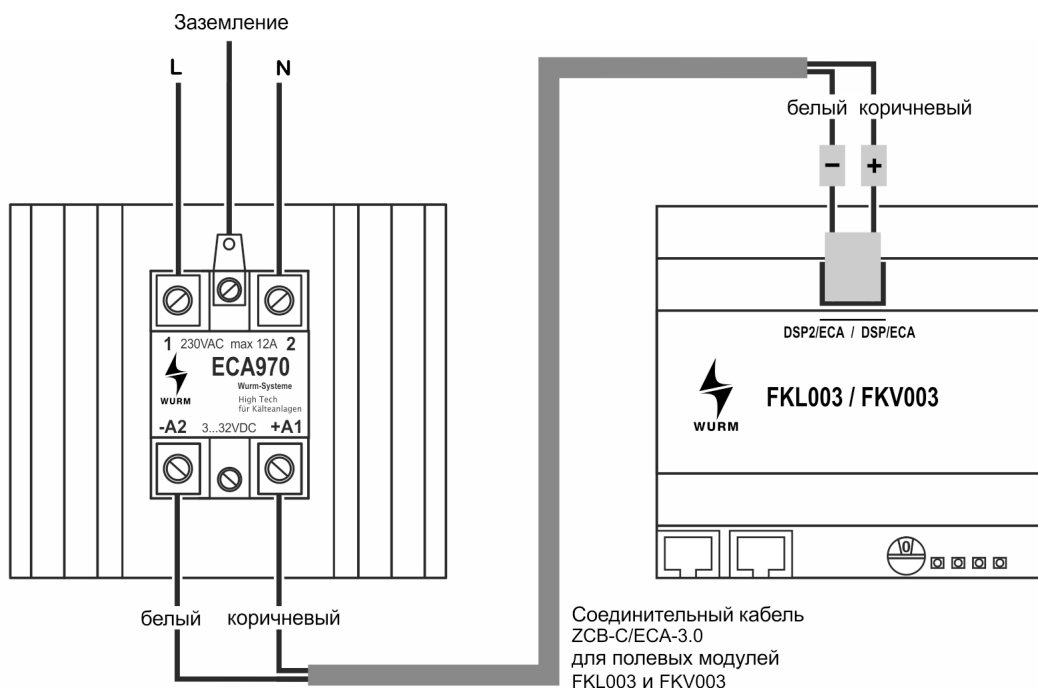 Заземление
L N
белый коричневый
− +
1 230VAC max 12A 2
ECA970
Wurm-Systeme
WURM
High Tech
für Kälteanlagen
-A2 3...32VDC +A1
DSP2/ECA / DSP/ECA
FKL003 / FKV003
WURM
0
белый коричневый
Соединительный кабель
ZCB-C/ECA-3.0
для полевых модулей
FKL003 и FKV003